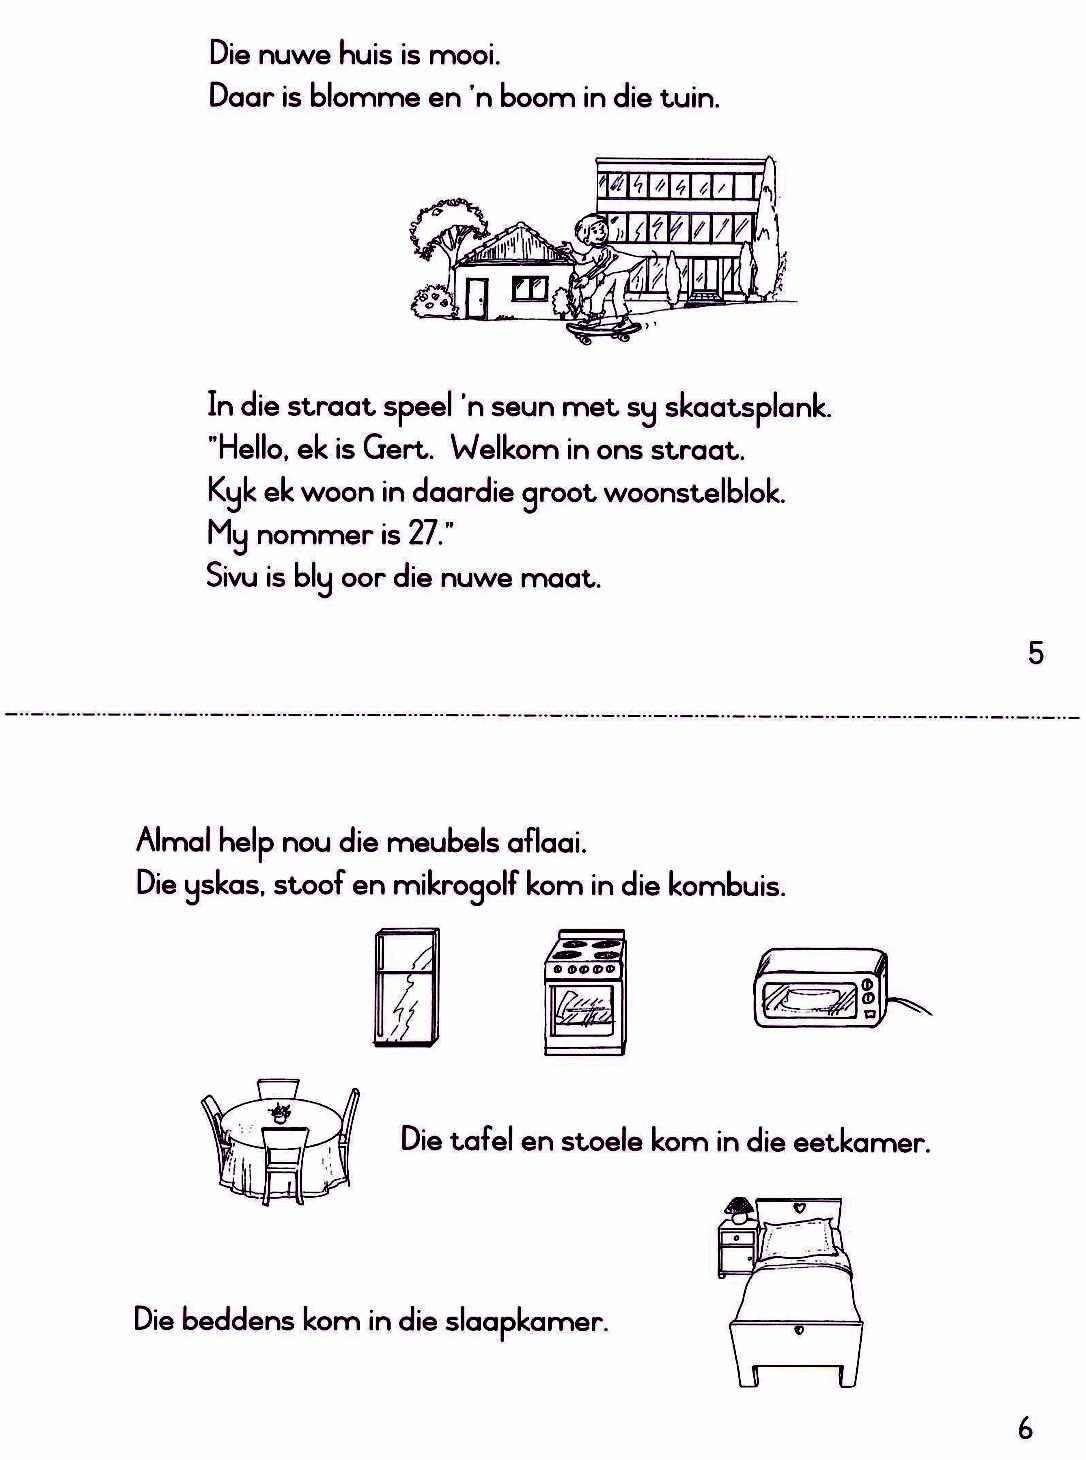 Die nuwe huis is mooi.
Daar is blomme en 'n boom in die tuin.
In die straat speel 'n seun met sy skaatsplank.
"Hello, ek is Gert. Welkom in ons straat.
Kyk ek woon in daardie groot woonstelblok.
My nommer is 27."
Sivu is bly oor die nuwe maat.
5
Almal help nou die meubels aflaai.
Die yskas, stoof en mikrogolf kom in die kombuis.
Die tafel en stoele kom in die eetkamer.
Die beddens kom in die slaapkamer.
6